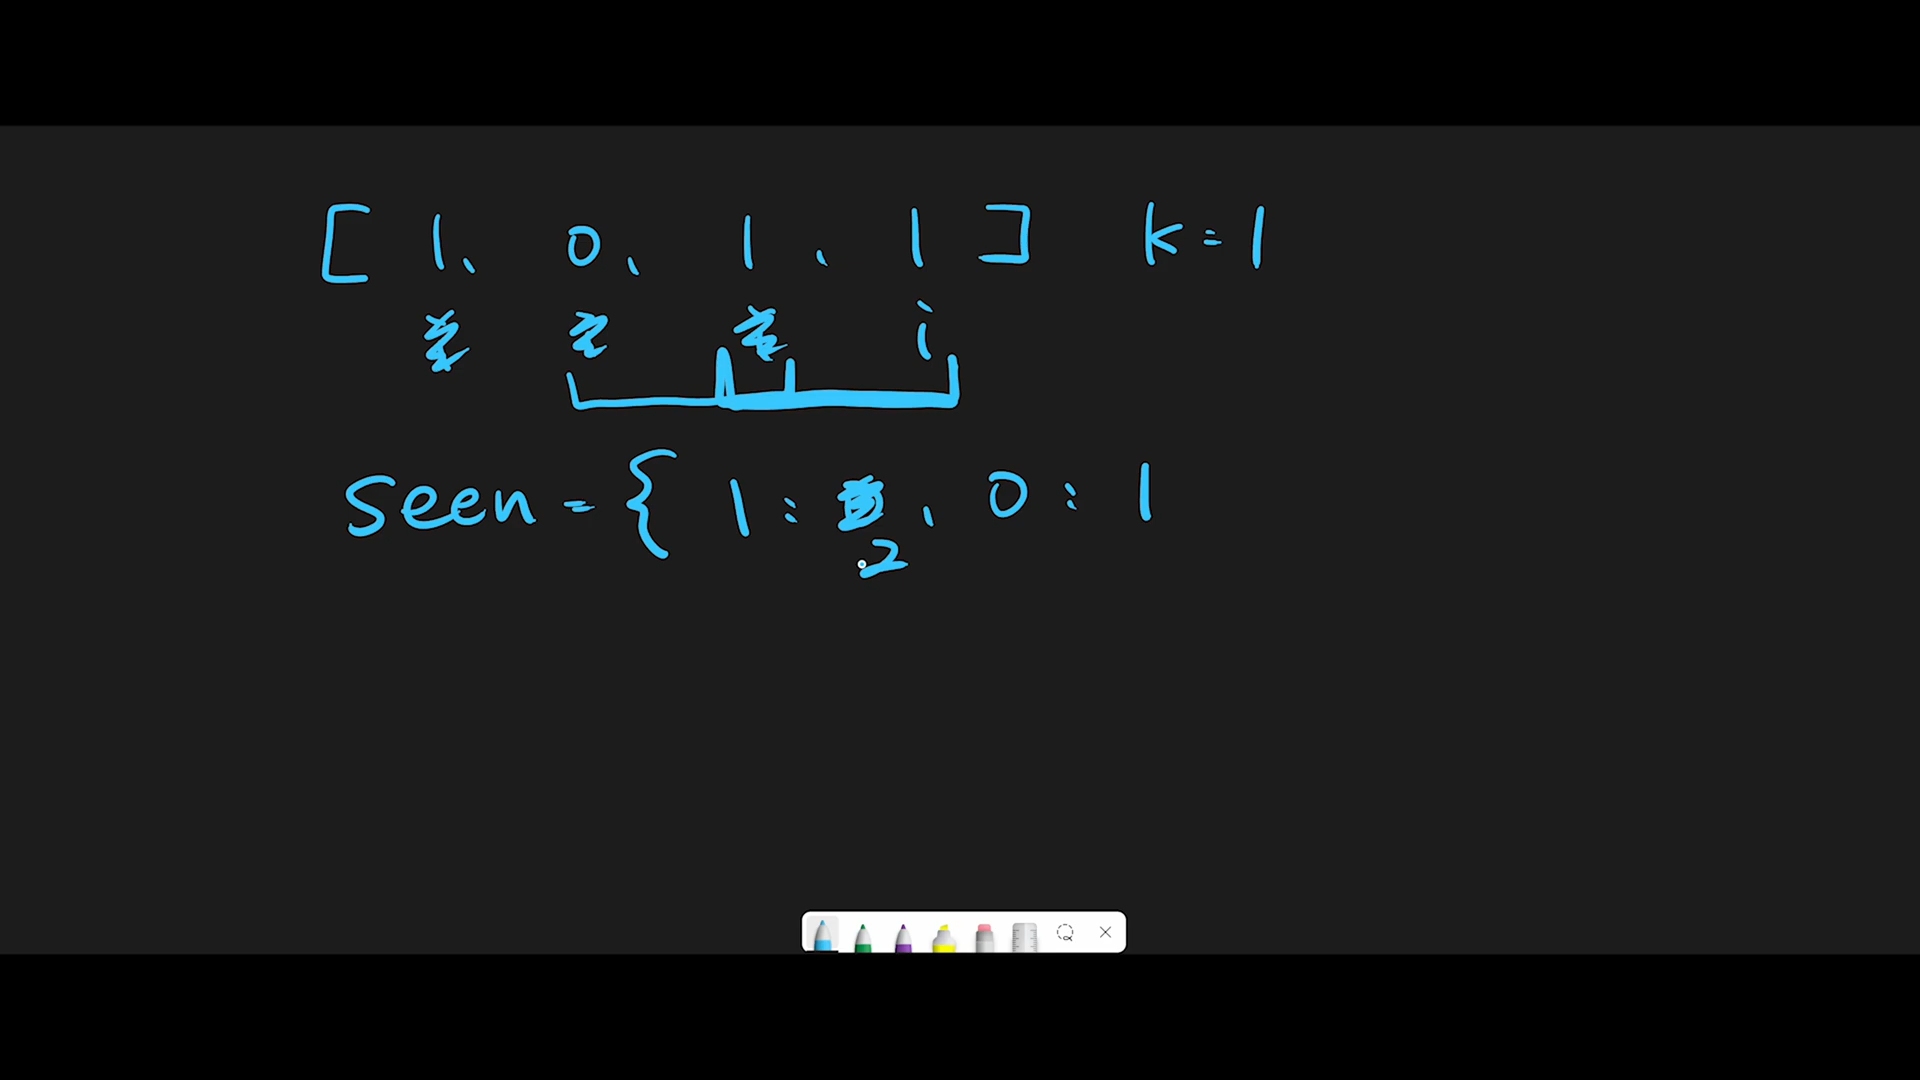 [ 1, 0, 1, 1 ] k=1
i
seen = { 1: 2, 0: 1